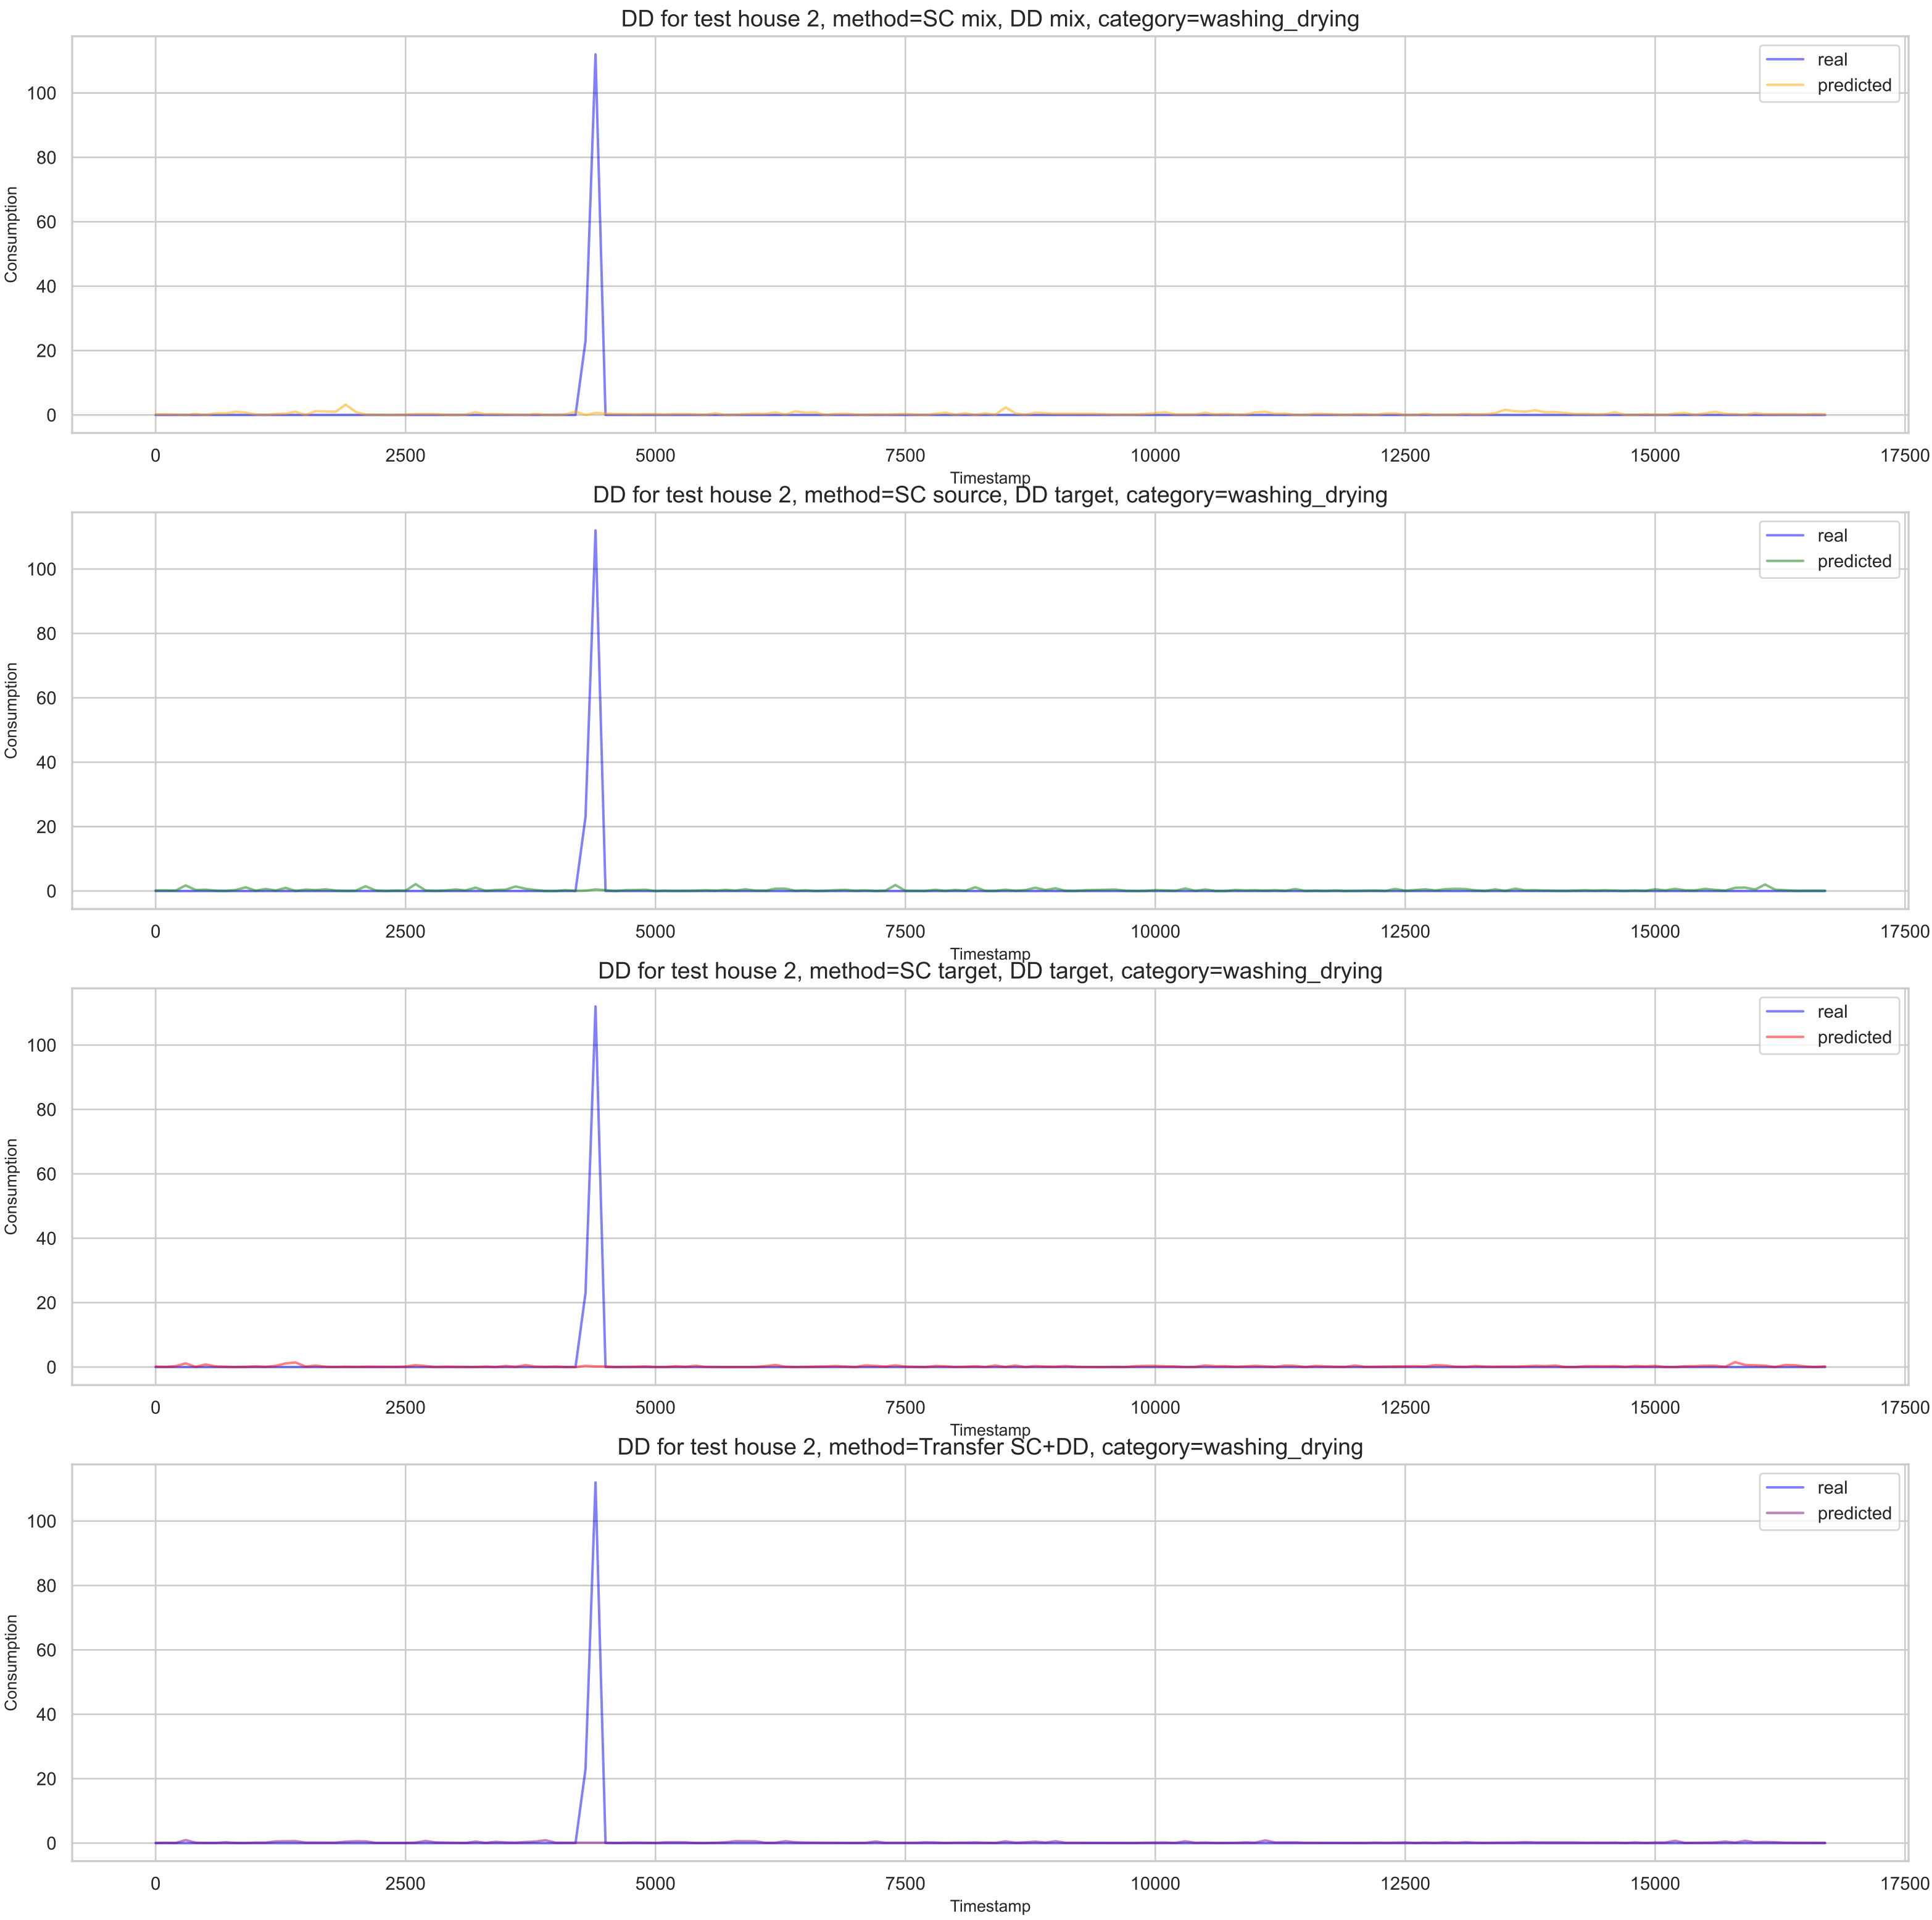 DD for test house 2, method=SC mix, DD mix, category=washing_drying
real
predicted
100
80
60
40
20
0
Consumption
0 2500 5000 7500 10000 12500 15000 17500
Timestamp
DD for test house 2, method=SC source, DD target, category=washing_drying
real
predicted
100
80
60
40
20
0
Consumption
0 2500 5000 7500 10000 12500 15000 17500
Timestamp
DD for test house 2, method=SC target, DD target, category=washing_drying
real
predicted
100
80
60
40
20
0
Consumption
0 2500 5000 7500 10000 12500 15000 17500
Timestamp
DD for test house 2, method=Transfer SC+DD, category=washing_drying
real
predicted
100
80
60
40
20
0
Consumption
0 2500 5000 7500 10000 12500 15000 17500
Timestamp